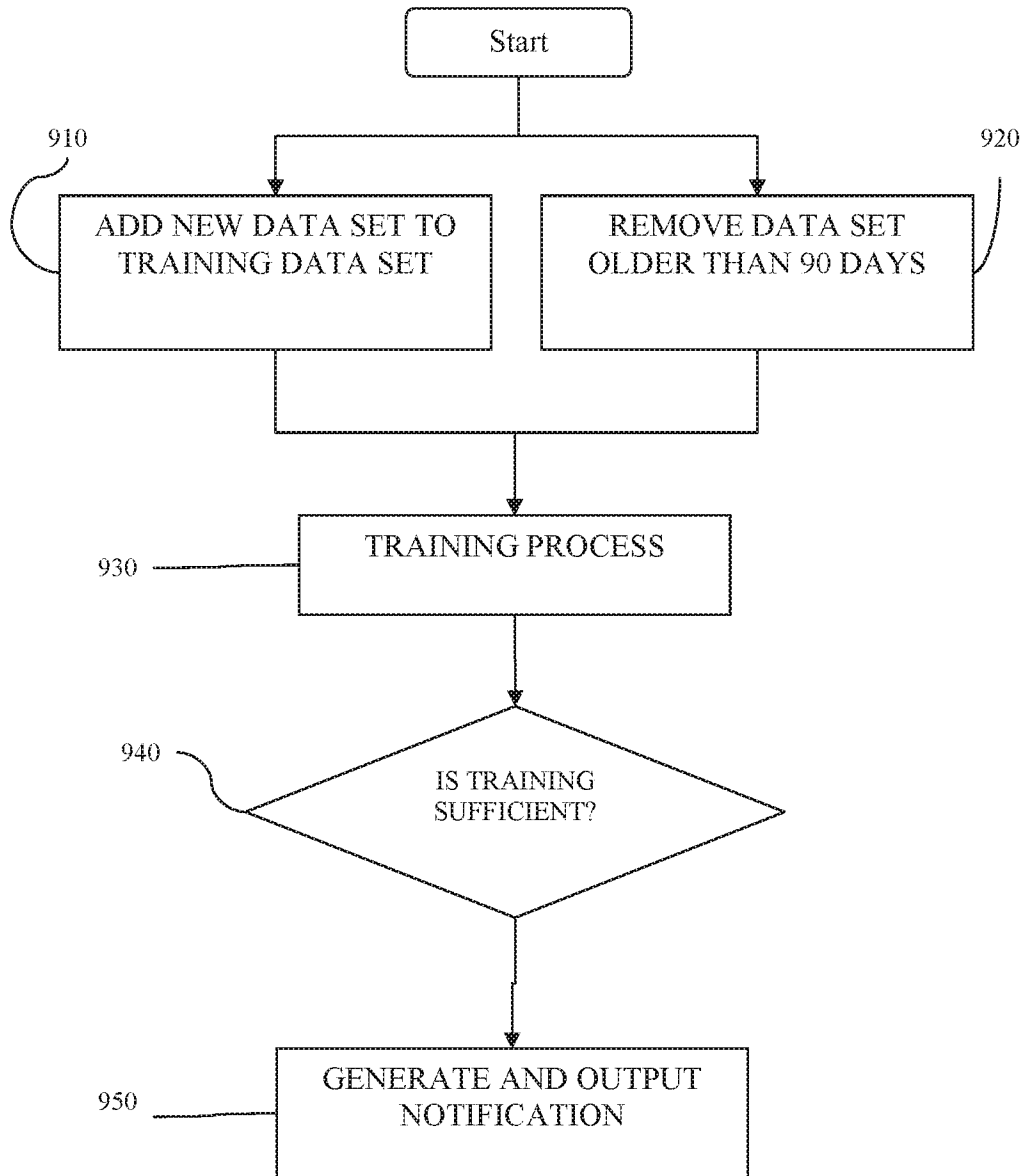 Start
910
920
ADD NEW DATA SET TO
TRAINING DATA SET
REMOVE DATA SET
OLDER THAN 90 DAYS
TRAINING PROCESS
930
940
IS TRAINING
SUFFICIENT?
GENERATE AND OUTPUT
NOTIFICATION
950